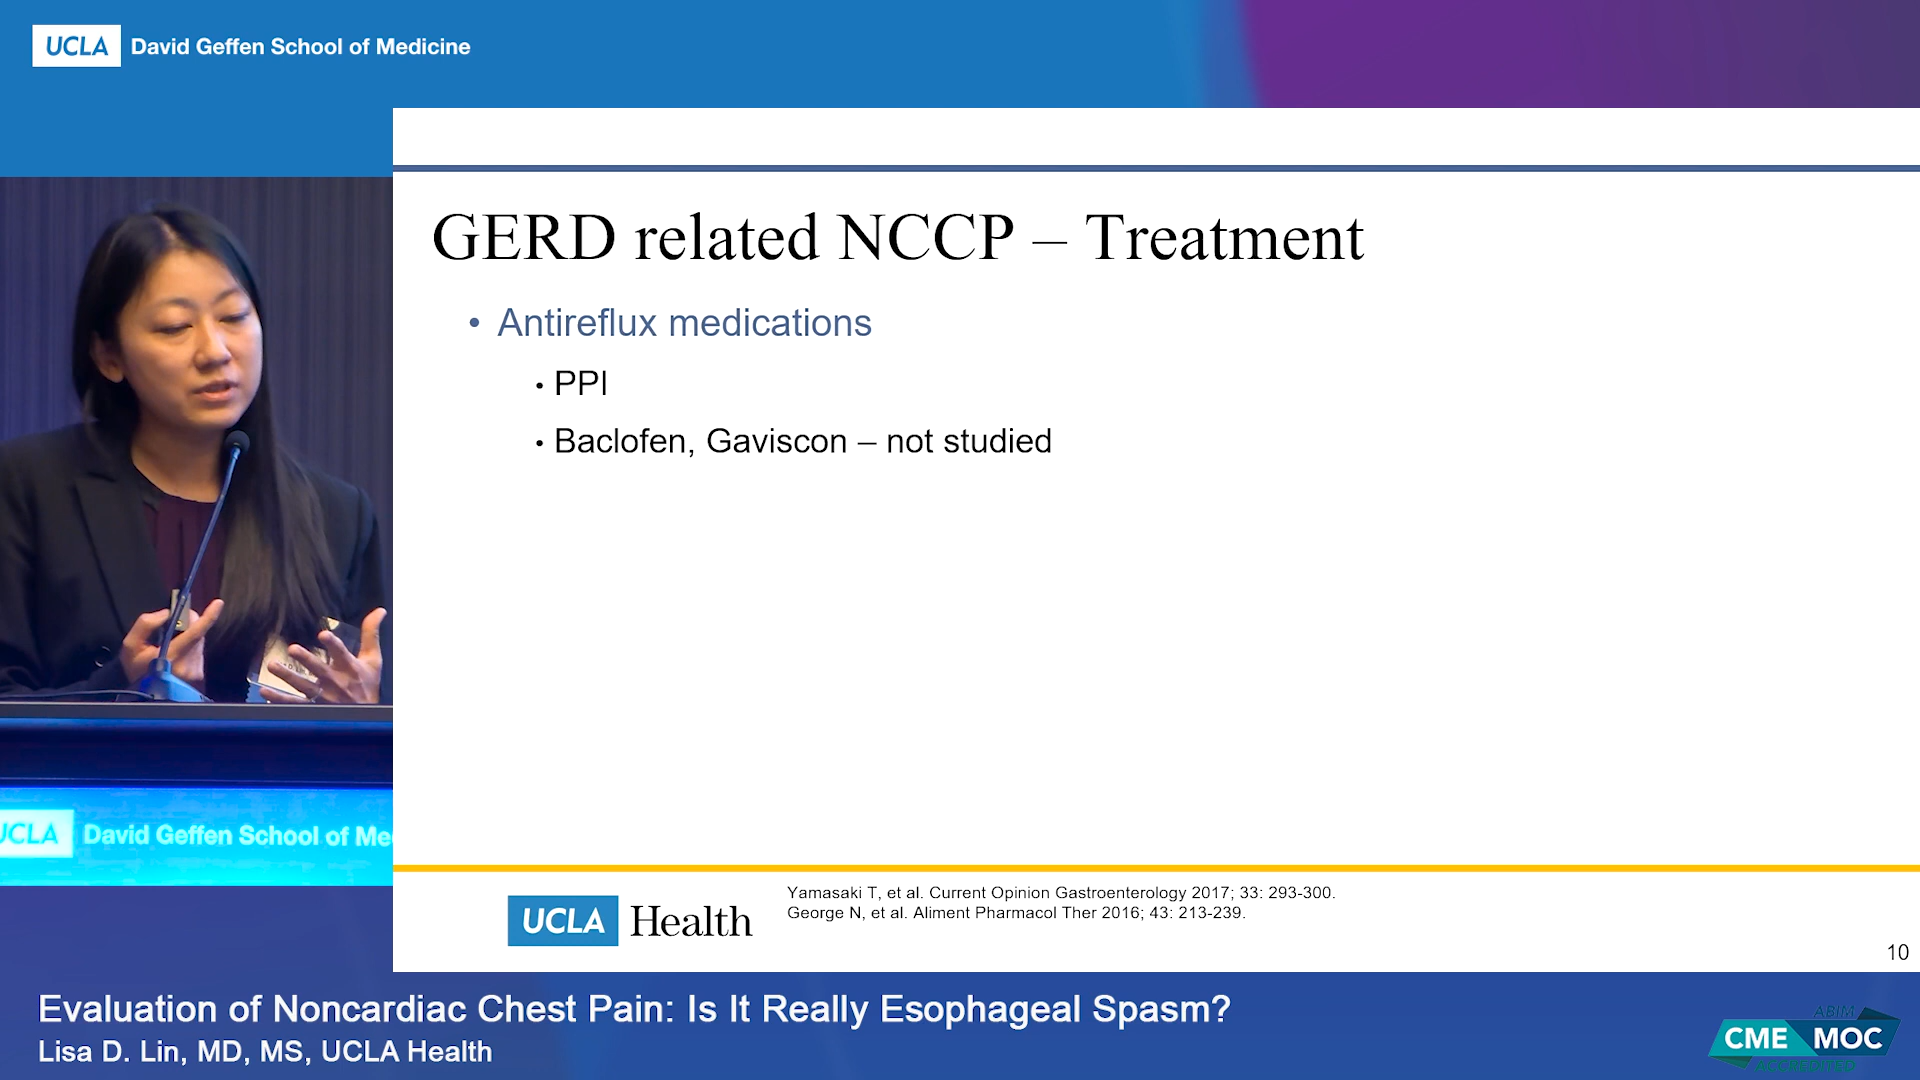 UCLA David Geffen School of Medicine
GERD related NCCP – Treatment
• Antireflux medications
• PPI
• Baclofen, Gaviscon – not studied
UCLA David Geffen School of Me
UCLA Health
Yamasaki T, et al. Current Opinion Gastroenterology 2017; 33: 293-300.
George N, et al. Aliment Pharmacol Ther 2016; 43: 213-239.
10
Evaluation of Noncardiac Chest Pain: Is It Really Esophageal Spasm?
Lisa D. Lin, MD, MS, UCLA Health
ABIM
CME MOC
ACCREDITED